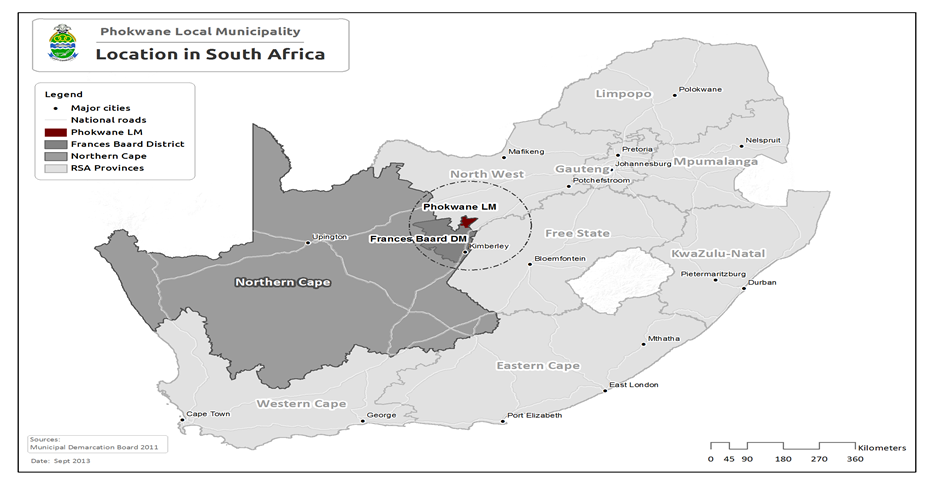 Phokwane Local Municipality
Location in South Africa
Legend
Major cities
National roads
Phokwane LM
Frances Baard District
Northern Cape
RSA Provinces
Limpopo
Polokwane
Nelspruit
Mafikeng
Pretoria
Johannesburg
Mpumalanga
North West
Gauteng
Potchefstroom
Phokwane LM
Upington
Frances Baard DM
Kimberley
Free State
Bloemfontein
KwaZulu-Natal
Pietermaritzburg
Durban
Northern Cape
Mthatha
Eastern Cape
East London
Western Cape
Cape Town
George
Port Elizabeth
Sources:
Municipal Demarcation Board 2011
Date: Sept 2013
Kilometers
0 45 90 180 270 360